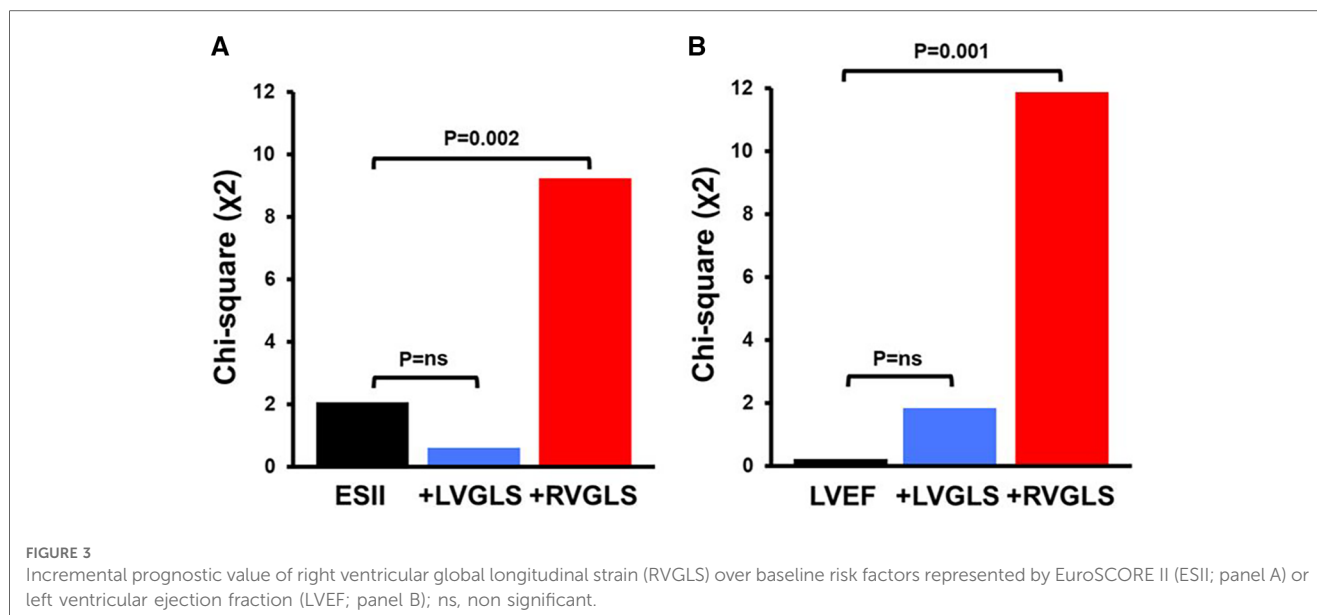 A
Chi-square (χ2)
12
10
8
6
4
2
0
P=0.002
P=ns
ESII +LVGLS +RVGLS
B
Chi-square (χ2)
12
10
8
6
4
2
0
P=0.001
P=ns
LVEF +LVGLS +RVGLS
FIGURE 3
Incremental prognostic value of right ventricular global longitudinal strain (RVGLS) over baseline risk factors represented by EuroSCORE II (ESII; panel A) or
left ventricular ejection fraction (LVEF; panel B); ns, non significant.